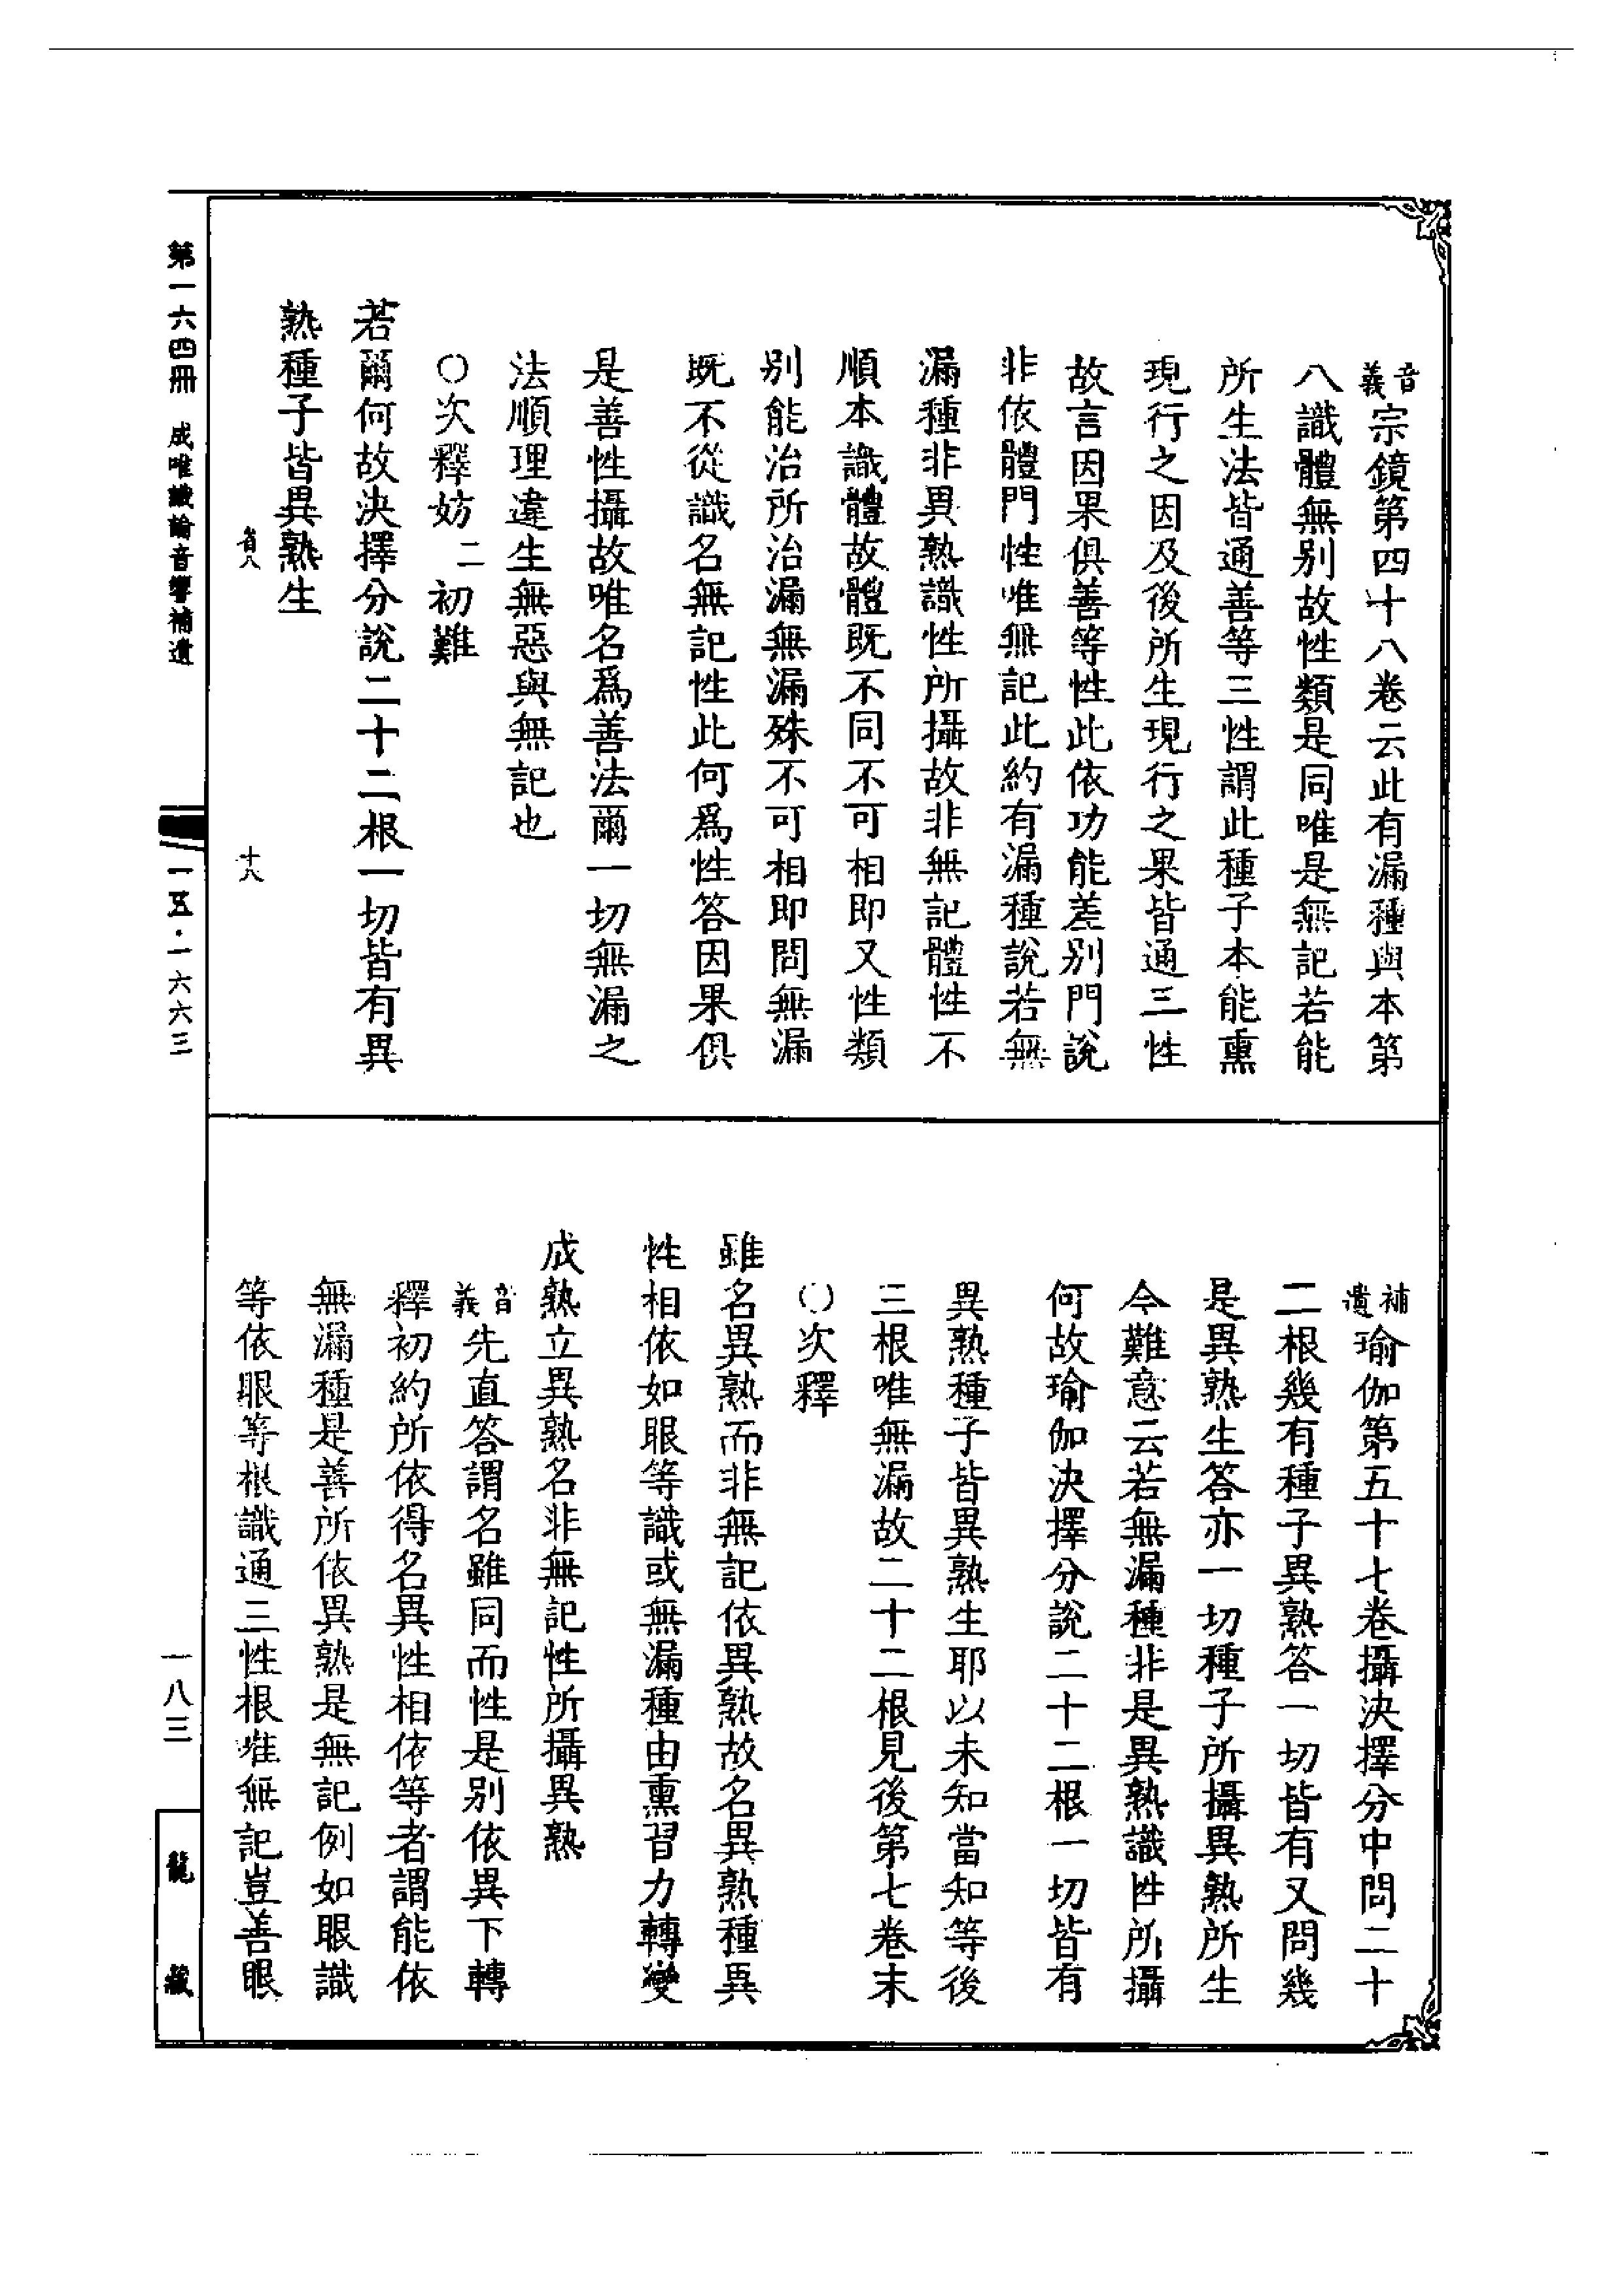 音義宗鏡第四十八卷云此有漏種與本第
八識體無別故性類是同唯是無記若能
所生法皆通善等三性謂此種子本能熏
現行之因及後所生現行之果皆通三性
故言因果俱善等性此依功能差別門說
非依體門性唯無記此約有漏種說若無
漏種非異熟識性所攝故非無記體性不
順本識體故體既不同不可相即又性類
別能治所治漏無漏殊不可相即問無漏
既不從識名無記性此何爲性答因果俱
是善性攝故唯名爲善法爾一切無漏之
法順理違生無惡與無記也
○次釋妨二初難
若爾何故決擇分說二十二根一切皆有異
熟種子皆異熟生
省八 十八
補遺瑜伽第五十七卷攝決擇分中問二十
二根幾有種子異熟答一切皆有又問幾
是異熟生答亦一切種子所攝異熟所生
今難意云若無漏種非是異熟識性所攝
何故瑜伽決擇分說二十二根一切皆有
異熟種子皆異熟生耶以未知當知等後
三根唯無漏故二十二根見後第七卷末
○次釋
雖名異熟而非無記依異熟故名異熟種異
性相依如眼等識或無漏種由熏習力轉變
成熟立異熟名非無記性所攝異熟
音義先直答謂名雖同而性是別依異下轉
釋初約所依得名異性相依等者謂能依
無漏種是善所依異熟是無記例如眼識
等依眼等根識通三性根唯無記豈善眼
第一六四冊 成唯識論音響補遺 一五·一六六三 一八三 龍藏